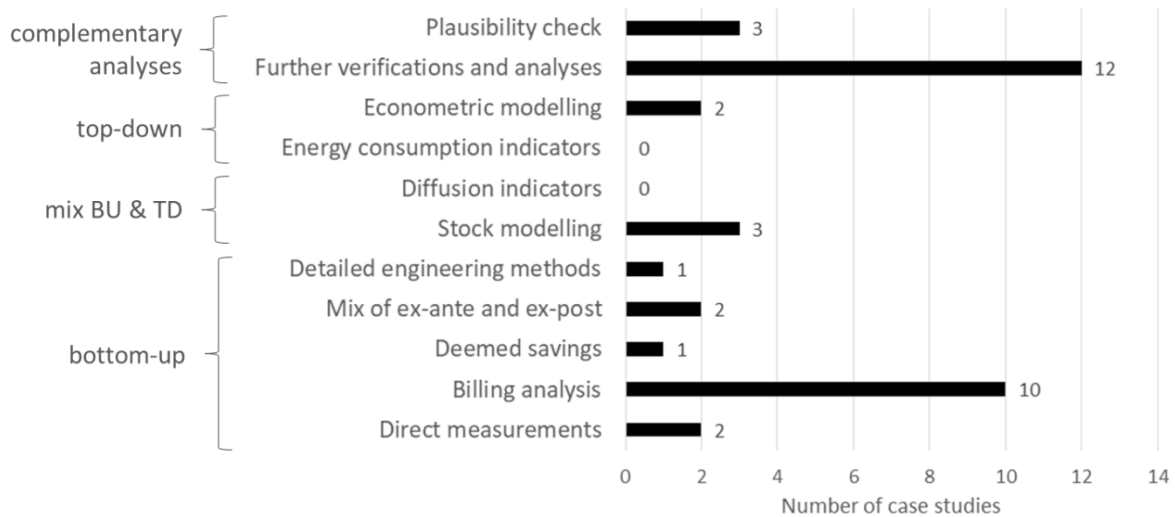 complementary
analyses
Plausibility check 3
Further verifications and analyses 12
top-down
Econometric modelling 2
Energy consumption indicators 0
mix BU & TD
Diffusion indicators 0
Stock modelling 3
bottom-up
Detailed engineering methods 1
Mix of ex-ante and ex-post 2
Deemed savings 1
Billing analysis 10
Direct measurements 2
0 2 4 6 8 10 12 14
Number of case studies